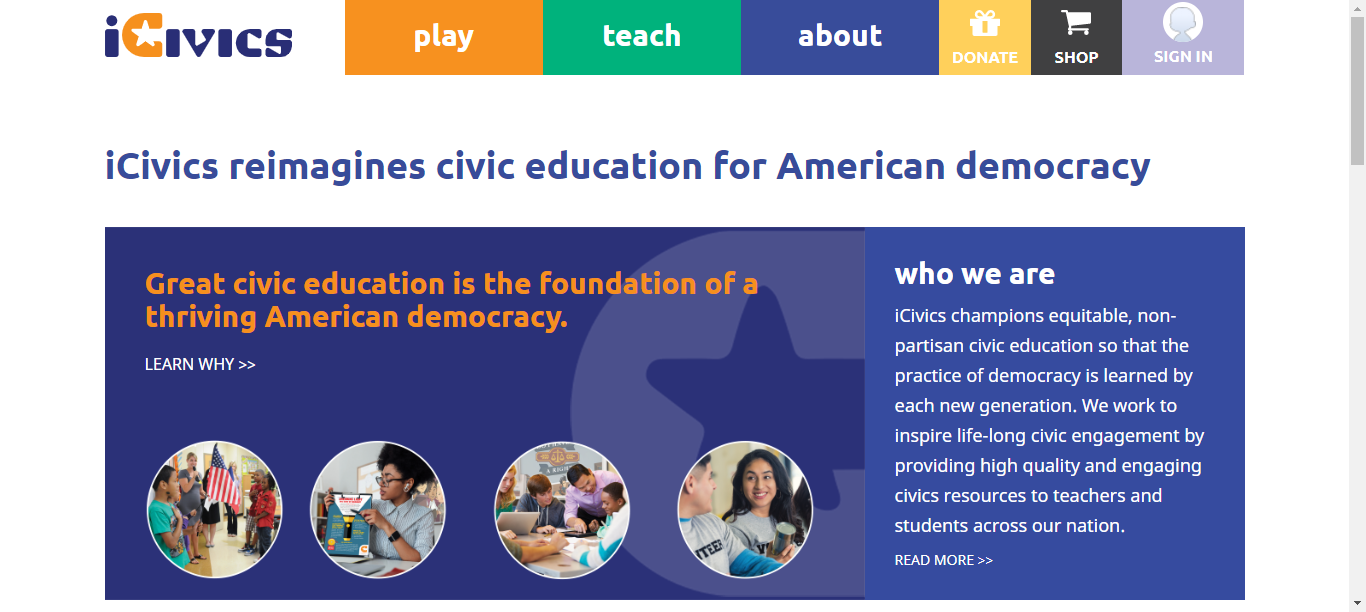 iCivics
play
teach
about
DONATE
SHOP
SIGN IN
iCivics reimagines civic education for American democracy
Great civic education is the foundation of a
thriving American democracy.
LEARN WHY >>
who we are
iCivics champions equitable, non-
partisan civic education so that the
practice of democracy is learned by
each new generation. We work to
inspire life-long civic engagement by
providing high quality and engaging
civics resources to teachers and
students across our nation.
READ MORE >>